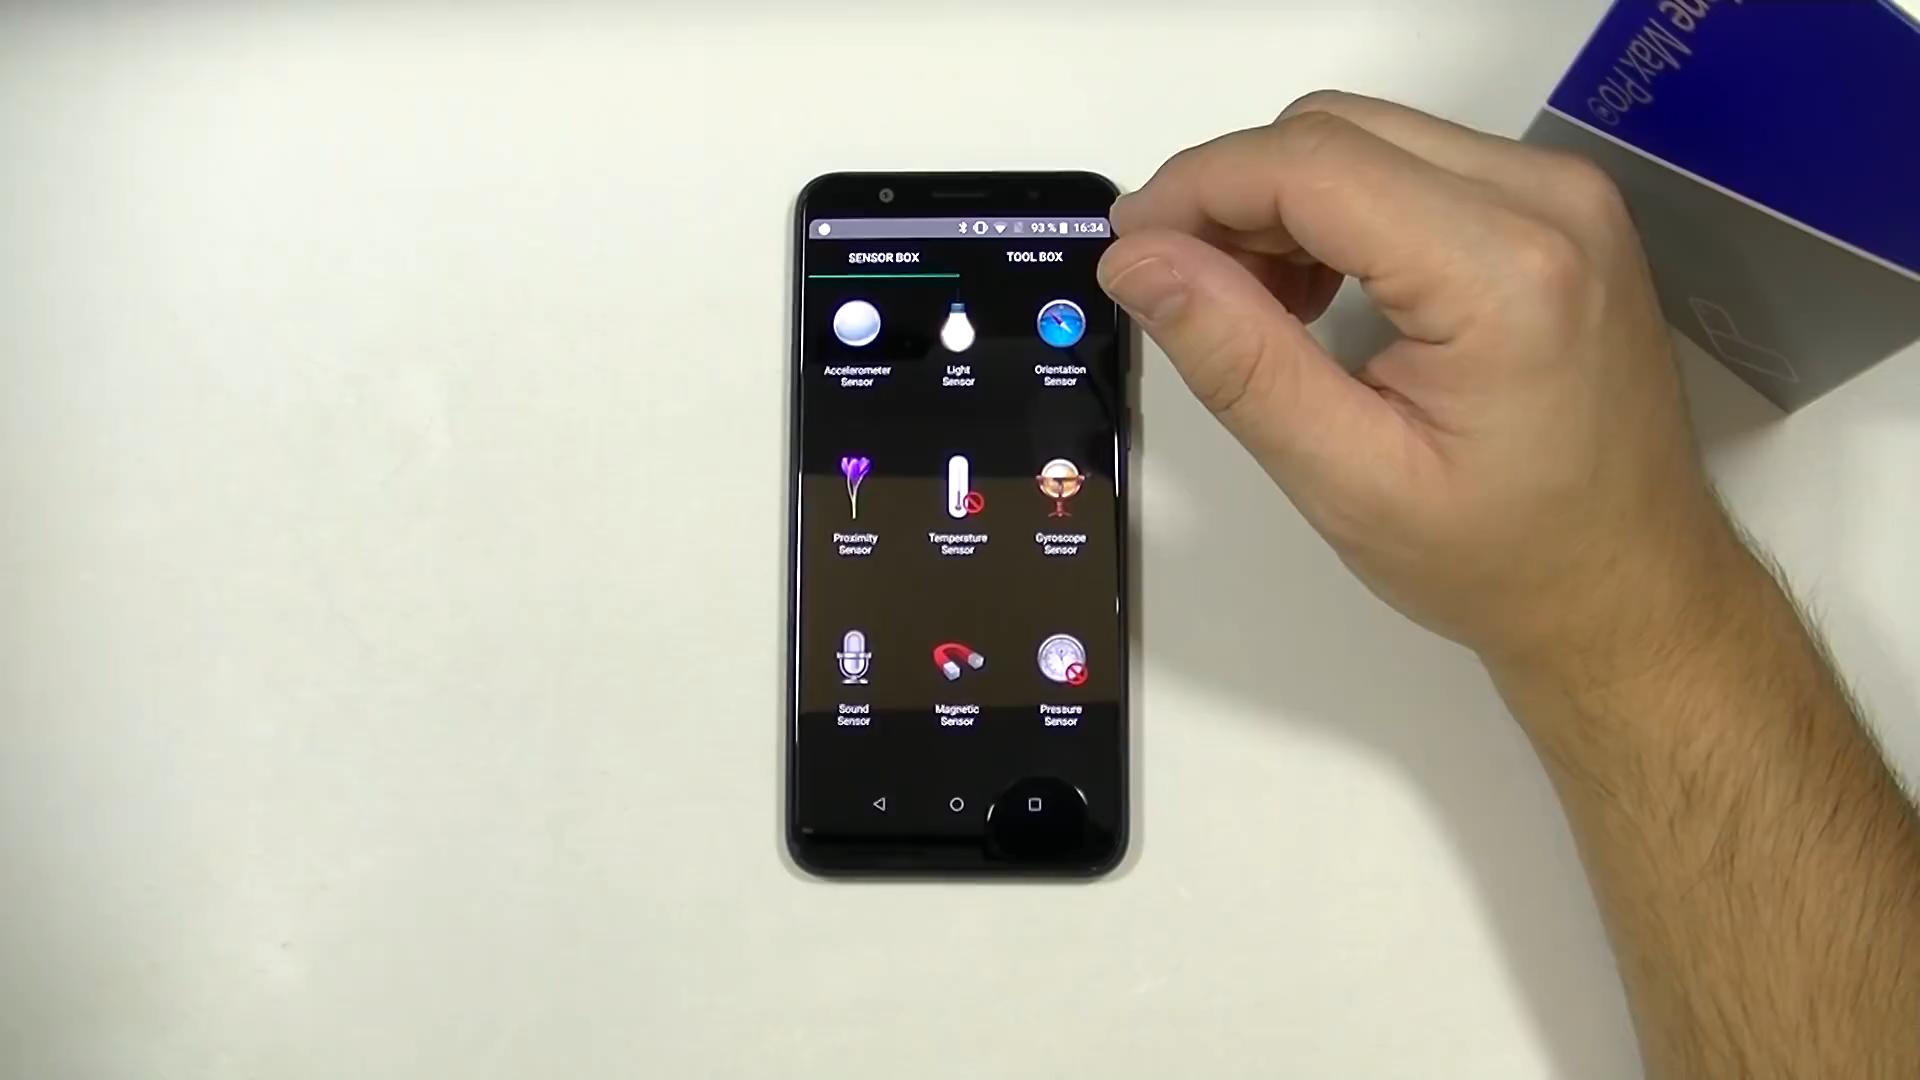 one Max Pro
93 % 16:34
SENSOR BOX TOOL BOX
Accelerometer
Sensor
Light
Sensor
Orientation
Sensor
Proximity
Sensor
Temperature
Sensor
Gyroscope
Sensor
Sound
Sensor
Magnetic
Sensor
Pressure
Sensor